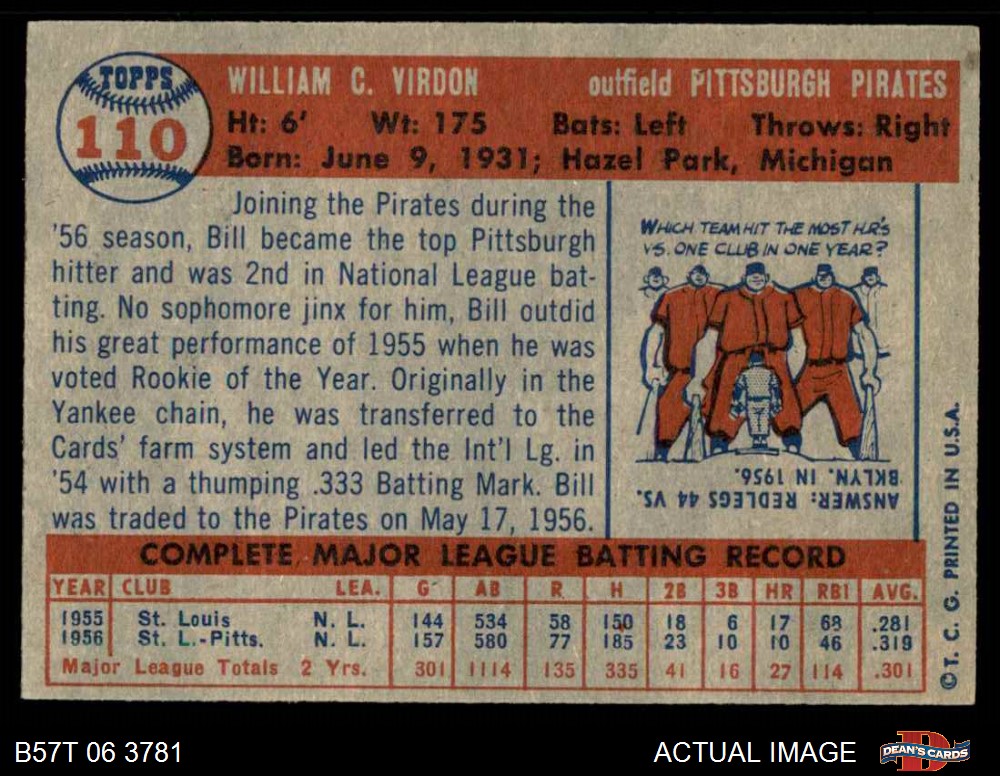 TOPPS
110
WILLIAM C. VIRDON outfield PITTSBURGH PIRATES
Ht: 6' Wt: 175 Bats: Left Throws: Right
Born: June 9, 1931; Hazel Park, Michigan
Joining the Pirates during the
'56 season, Bill became the top Pittsburgh
hitter and was 2nd in National League bat-
ting. No sophomore jinx for him, Bill outdid
his great performance of 1955 when he was
voted Rookie of the Year. Originally in the
Yankee chain, he was transferred to the
Cards' farm system and led the Int'l Lg. in
'54 with a thumping .333 Batting Mark. Bill
was traded to the Pirates on May 17, 1956.
WHICH TEAM HIT THE MOST H.R'S
VS. ONE CLUB IN ONE YEAR?
ANSWER: REDLEGS 44 VS.
BKLYN. IN 1956.
COMPLETE MAJOR LEAGUE BATTING RECORD
YEAR CLUB LEA. G AB R H 2B 3B HR RBI AVG.
1955 St. Louis N. L. 144 534 58 150 18 6 17 68 .281
1956 St. L.-Pitts. N. L. 157 580 77 185 23 10 10 46 .319
Major League Totals 2 Yrs. 301 1114 135 335 41 16 27 114 .301
© T. C. G. PRINTED IN U.S.A.
B57T 06 3781 ACTUAL IMAGE DEAN'S CARDS